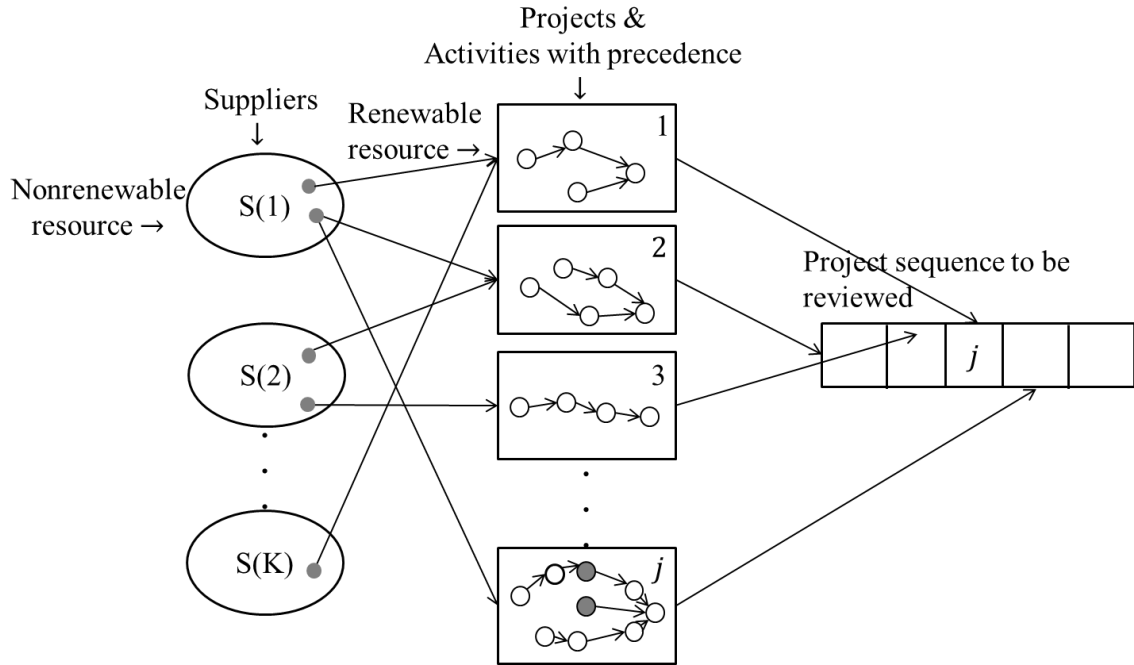 Projects &
Activities with precedence
↓
Suppliers
↓
Renewable
resource →
Nonrenewable
resource →
S(1)
S(2)
S(K)
1
2
3
j
Project sequence to be
reviewed
j